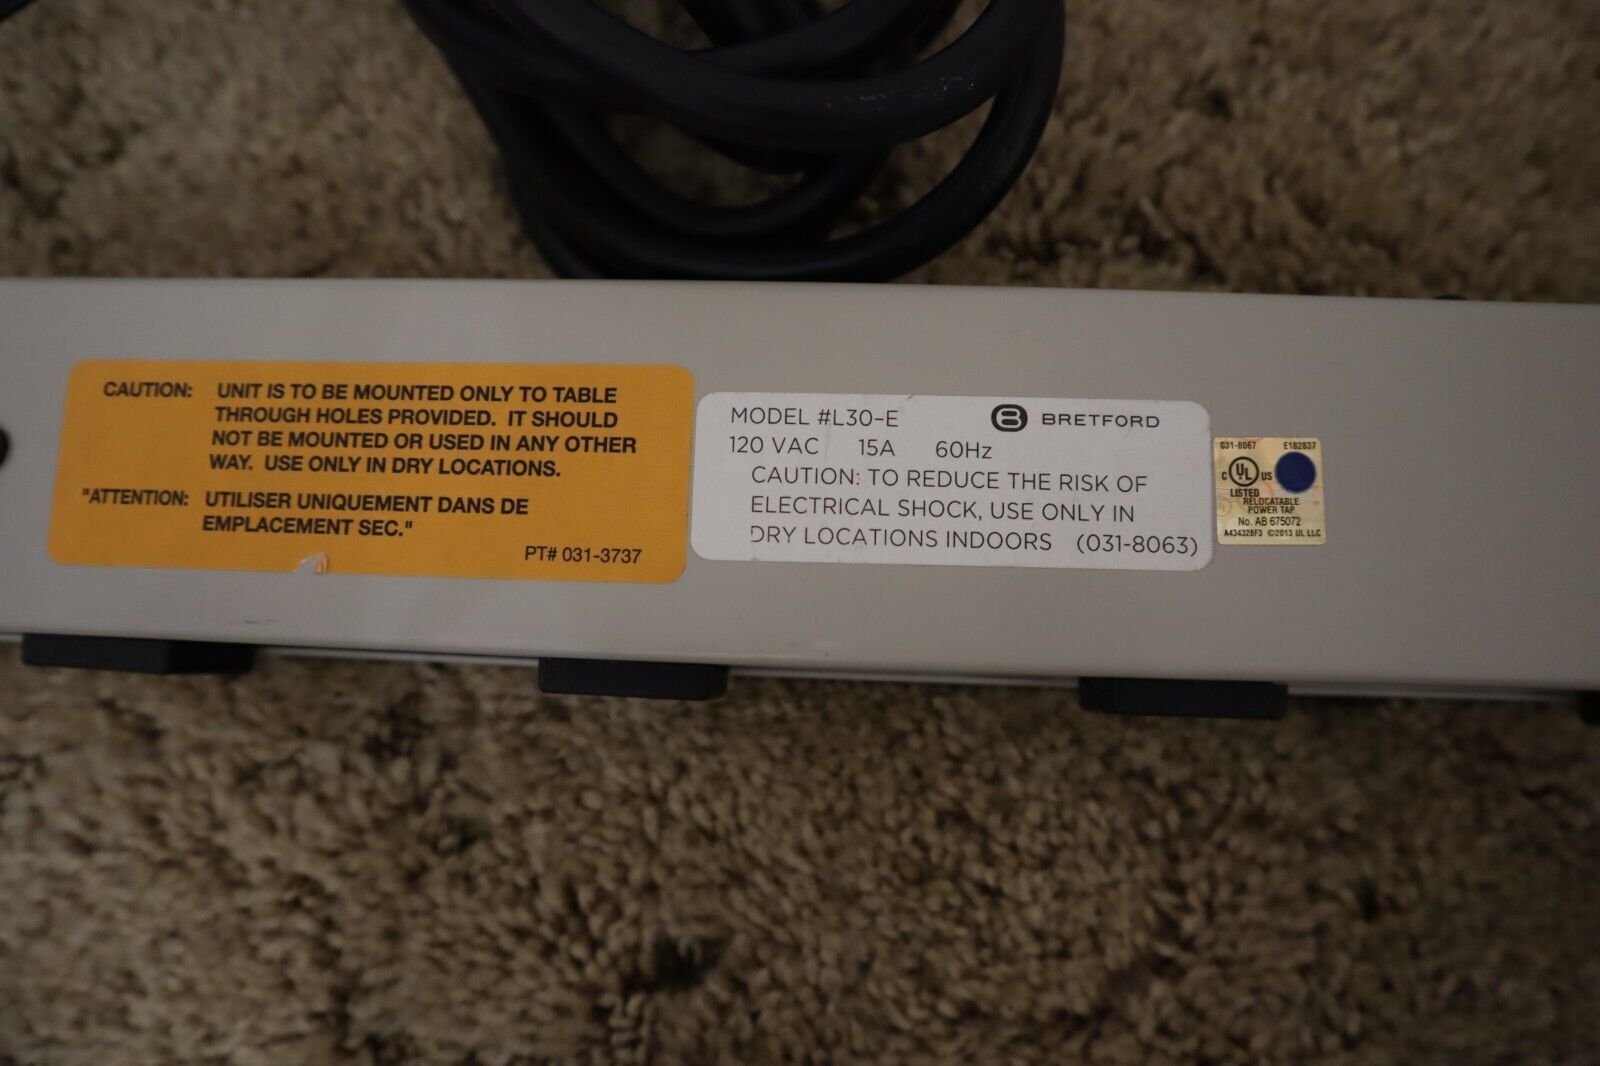 CAUTION: UNIT IS TO BE MOUNTED ONLY TO TABLE
THROUGH HOLES PROVIDED. IT SHOULD
NOT BE MOUNTED OR USED IN ANY OTHER
WAY. USE ONLY IN DRY LOCATIONS.
"ATTENTION: UTILISER UNIQUEMENT DANS DE
EMPLACEMENT SEC."
PT# 031-3737
MODEL #L30-E B BRETFORD
120 VAC 15A 60Hz
CAUTION: TO REDUCE THE RISK OF
ELECTRICAL SHOCK, USE ONLY IN
DRY LOCATIONS INDOORS (031-8063)
031-8067 E182837
C UL US
LISTED
RELOCATABLE
POWER TAP
No. AB 675072
A434326F3 ©2013 UL LLC